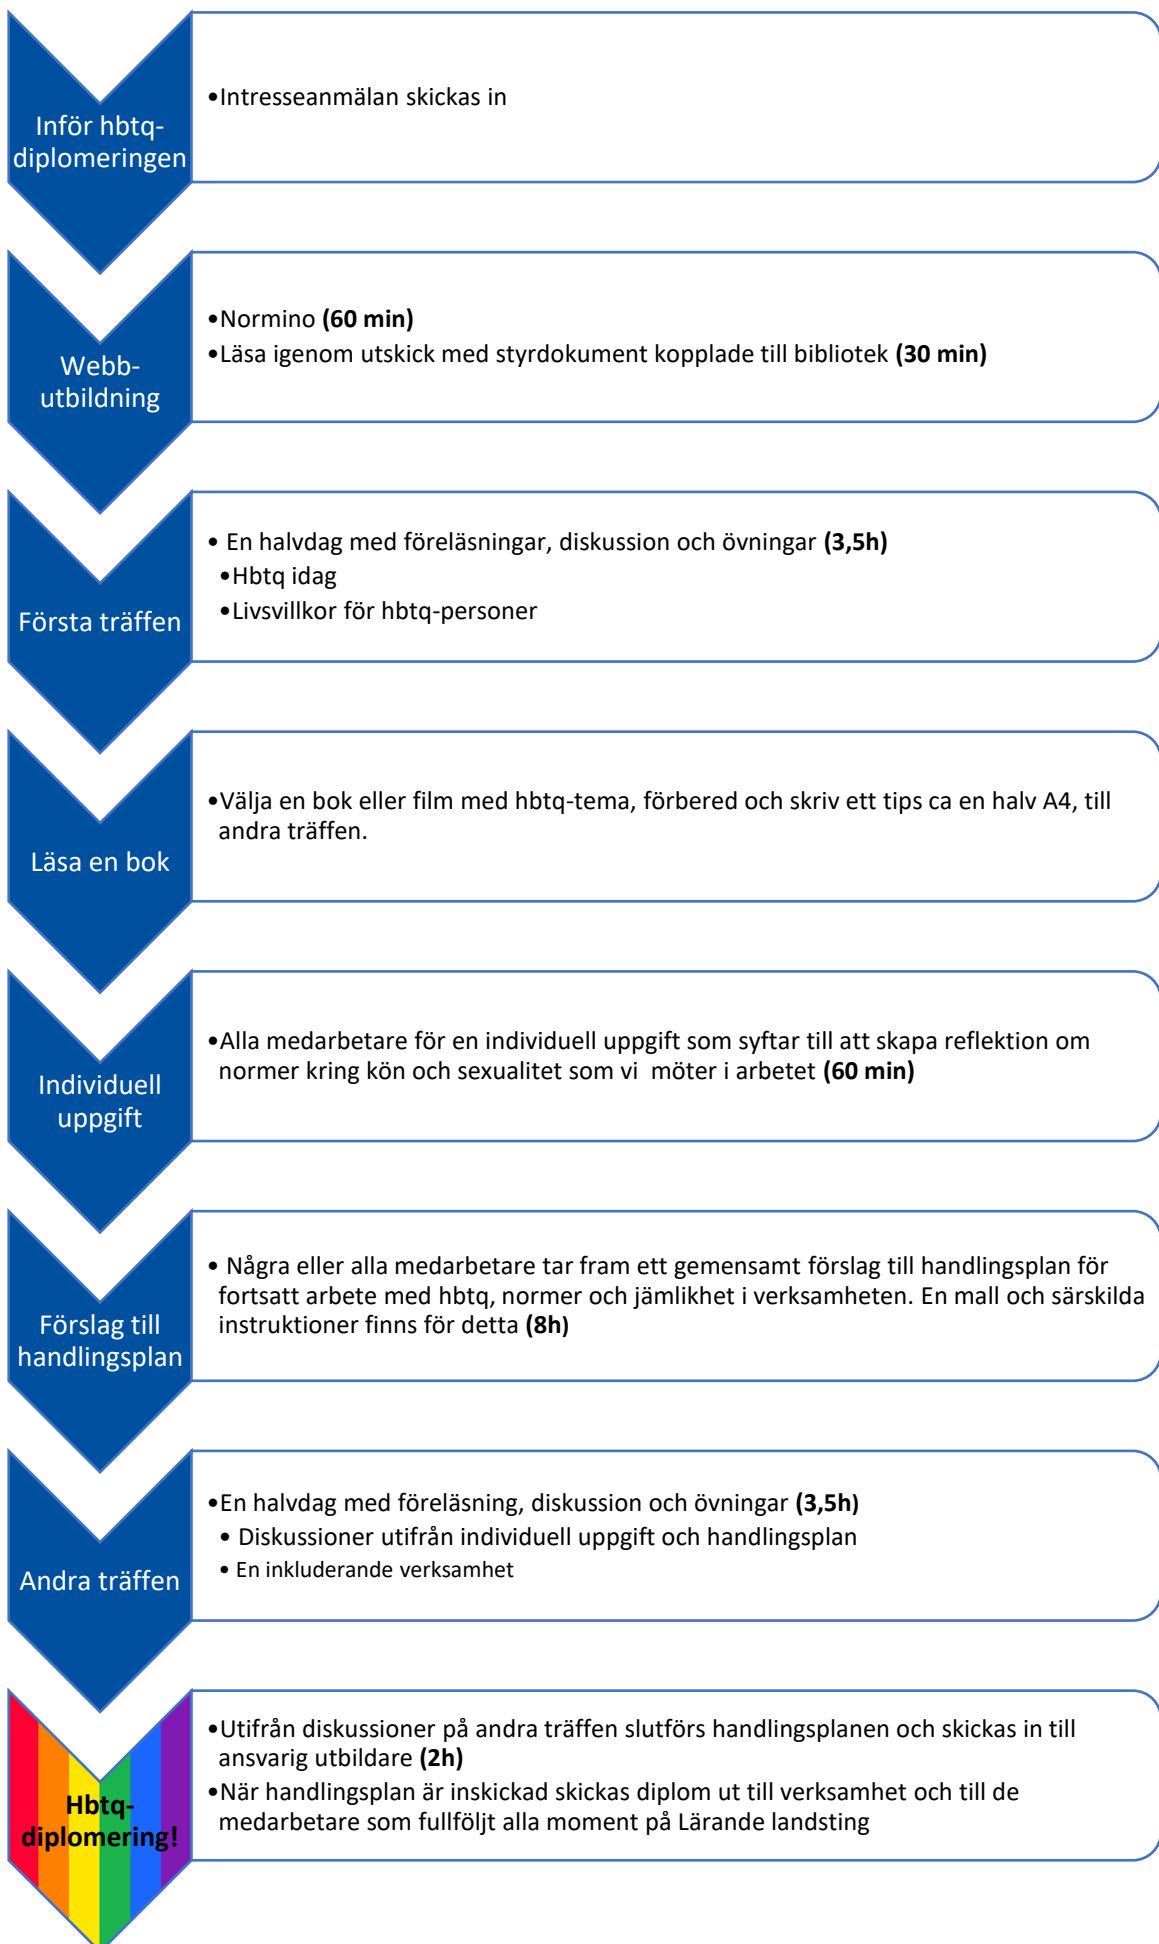 Inför hbtq-
diplomeringen
•Intresseanmälan skickas in
Webb-
utbildning
•Normino (60 min)
•Läsa igenom utskick med styrdokument kopplade till bibliotek (30 min)
Första träffen
• En halvdag med föreläsningar, diskussion och övningar (3,5h)
•Hbtq idag
•Livsvillkor för hbtq-personer
Läsa en bok
•Välja en bok eller film med hbtq-tema, förbered och skriv ett tips ca en halv A4, till
andra träffen.
Individuell
uppgift
•Alla medarbetare för en individuell uppgift som syftar till att skapa reflektion om
normer kring kön och sexualitet som vi  möter i arbetet (60 min)
Förslag till
handlingsplan
• Några eller alla medarbetare tar fram ett gemensamt förslag till handlingsplan för
fortsatt arbete med hbtq, normer och jämlikhet i verksamheten. En mall och särskilda
instruktioner finns för detta (8h)
Andra träffen
•En halvdag med föreläsning, diskussion och övningar (3,5h)
• Diskussioner utifrån individuell uppgift och handlingsplan
• En inkluderande verksamhet
Hbtq-
diplomering!
•Utifrån diskussioner på andra träffen slutförs handlingsplanen och skickas in till
ansvarig utbildare (2h)
•När handlingsplan är inskickad skickas diplom ut till verksamhet och till de
medarbetare som fullföljt alla moment på Lärande landsting